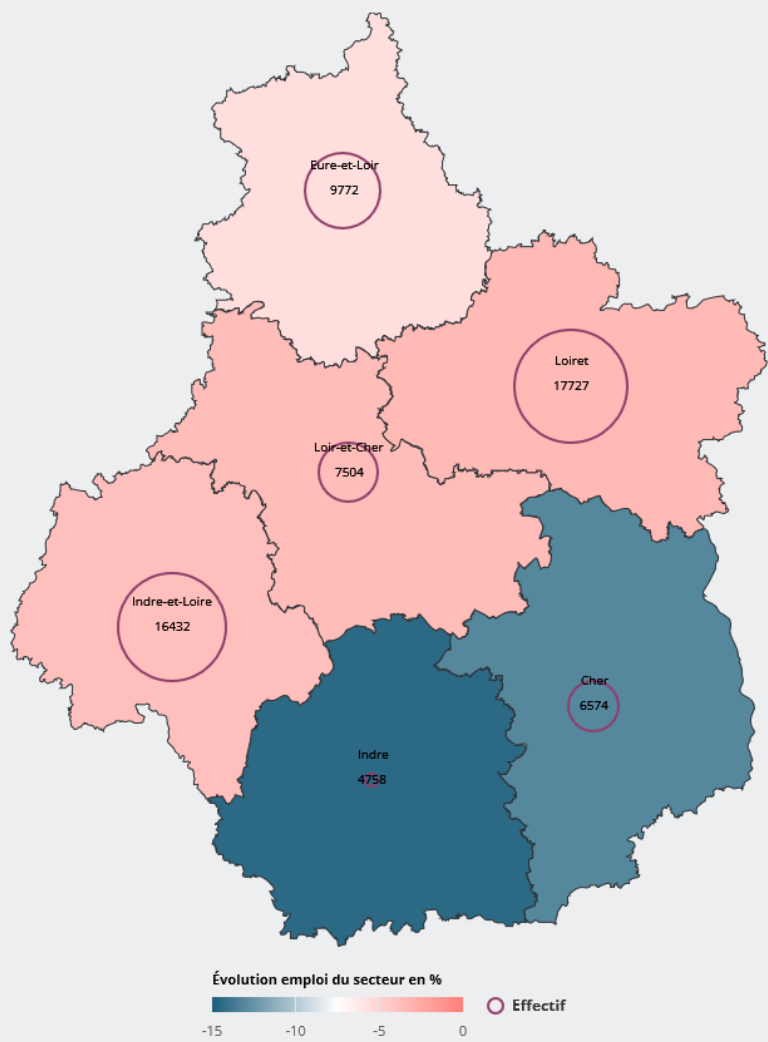 Eure-et-Loir
9772
Loiret
17727
Loir-et-Cher
7504
Indre-et-Loire
16432
Cher
6574
Indre
4758
Évolution emploi du secteur en %
Effectif
-15 -10 -5 0